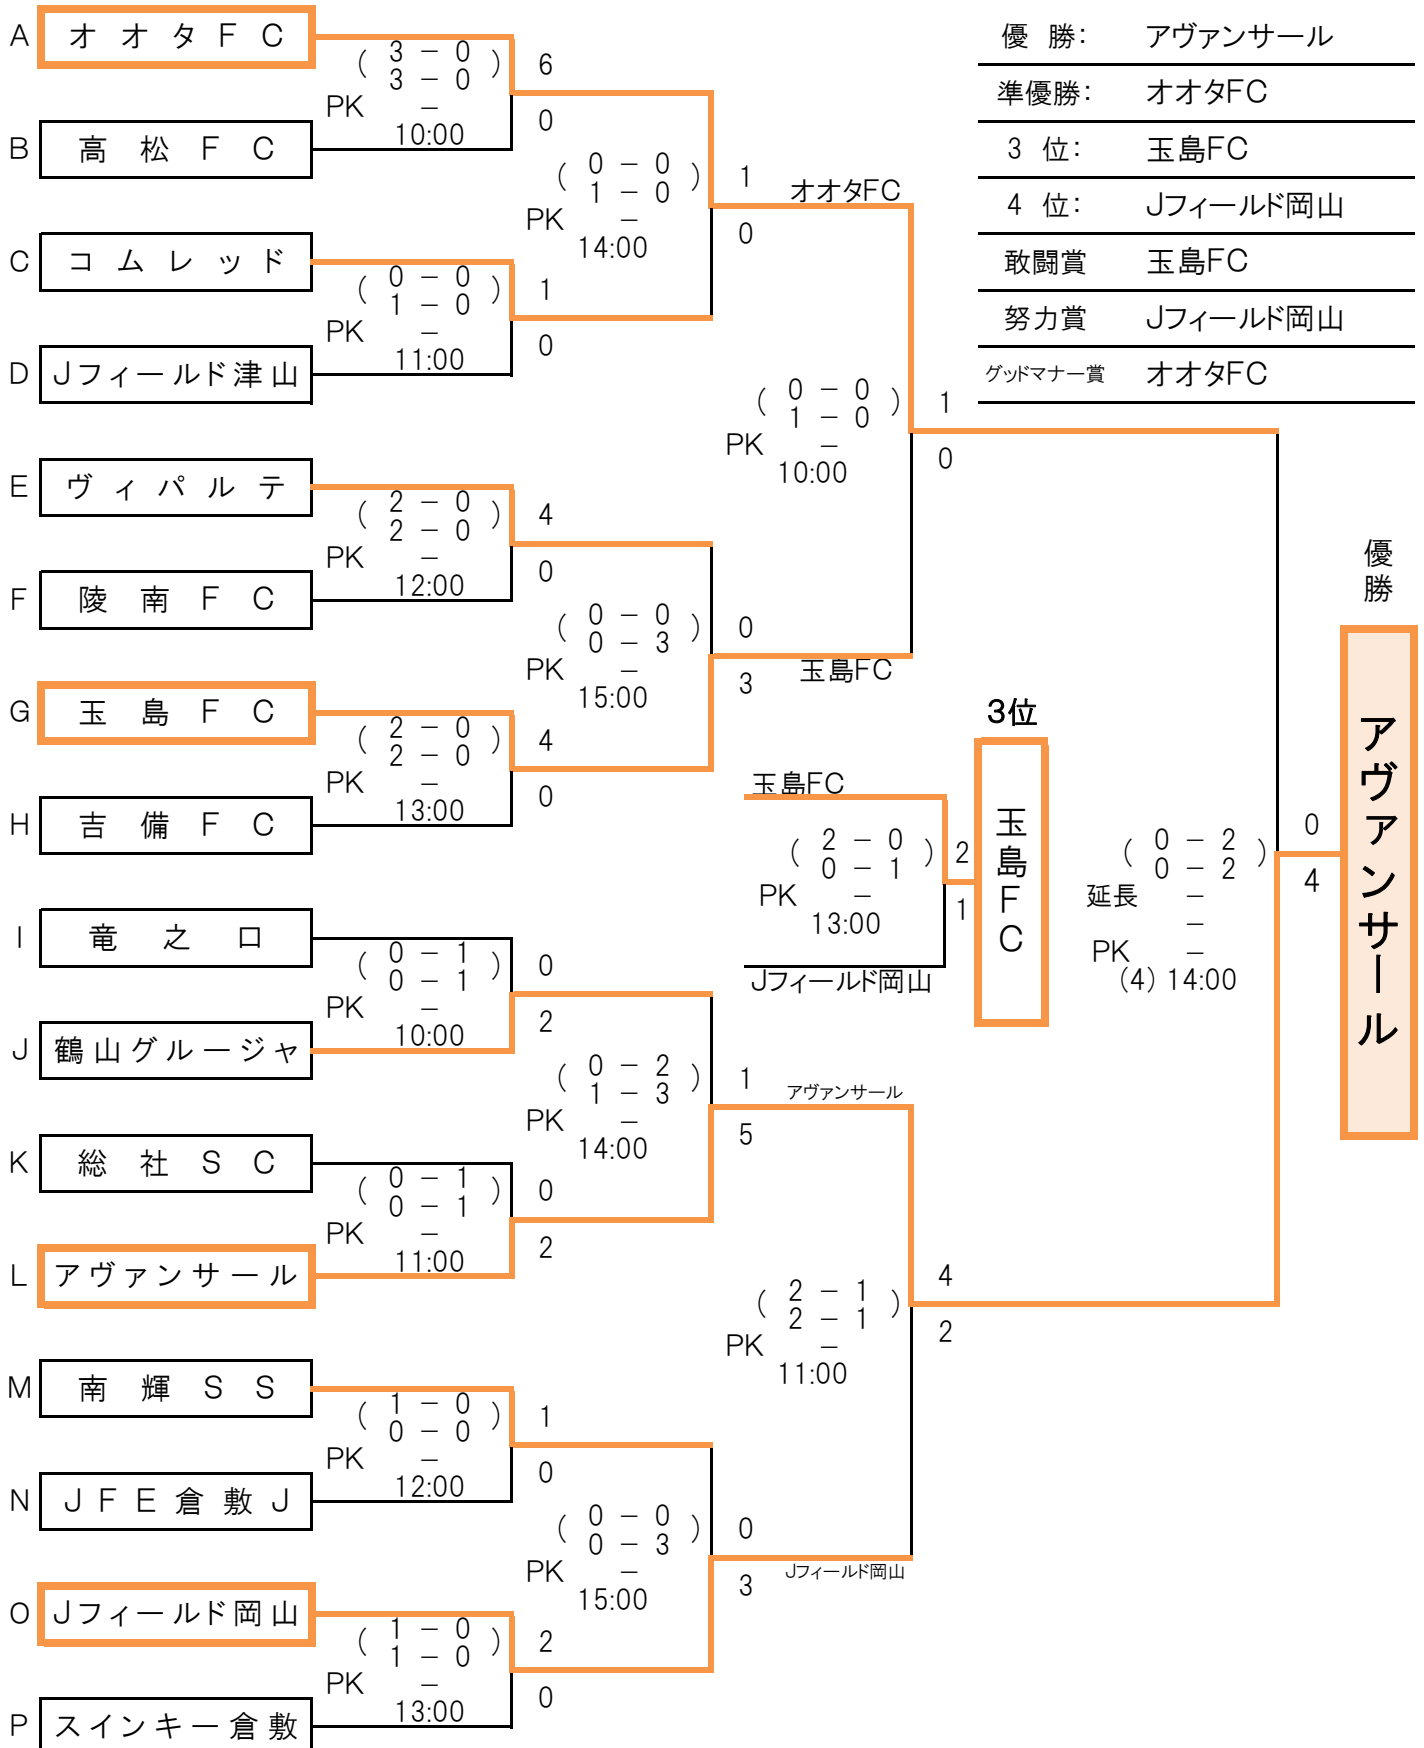 A オオタFC
( 3 － 0 ) 6
3 － 0
PK －
0
10:00
B 高松FC
( 0 － 0 ) 1
1 － 0
オオタFC
PK －
0
14:00
C コムレッド
( 0 － 0 ) 1
1 － 0
PK －
0
11:00
D Jフィールド津山
( 0 － 0 ) 1
1 － 0
PK －
0
10:00
E ヴィパルテ
( 2 － 0 ) 4
2 － 0
PK －
0
12:00
F 陵南FC
( 0 － 0 ) 0
0 － 3
PK －
3
玉島FC
15:00
G 玉島FC
( 2 － 0 ) 4
2 － 0
PK －
0
13:00
H 吉備FC
I 竜之口
( 0 － 1 ) 0
0 － 1
PK －
2
10:00
J 鶴山グルージャ
( 0 － 2 ) 1
1 － 3
アヴァンサール
PK －
5
14:00
K 総社SC
( 0 － 1 ) 0
0 － 1
PK －
2
11:00
L アヴァンサール
( 2 － 1 ) 4
2 － 1
PK －
2
11:00
M 南輝SS
( 1 － 0 ) 1
0 － 0
PK －
0
12:00
N JFE倉敷J
( 0 － 0 ) 0
0 － 3
PK －
3
Jフィールド岡山
15:00
O Jフィールド岡山
( 1 － 0 ) 2
1 － 0
PK －
0
13:00
P スインキー倉敷
優 勝： アヴァンサール
準優勝： オオタFC
3 位： 玉島FC
4 位： Jフィールド岡山
敢闘賞 玉島FC
努力賞 Jフィールド岡山
グッドマナー賞 オオタFC
3位
玉島FC
玉島FC
( 2 － 0 ) 2
0 － 1
PK －
1
13:00
Jフィールド岡山
( 0 － 2 ) 0
0 － 2
4
延長 －
－
PK －
(4) 14:00
優勝
アヴァンサール